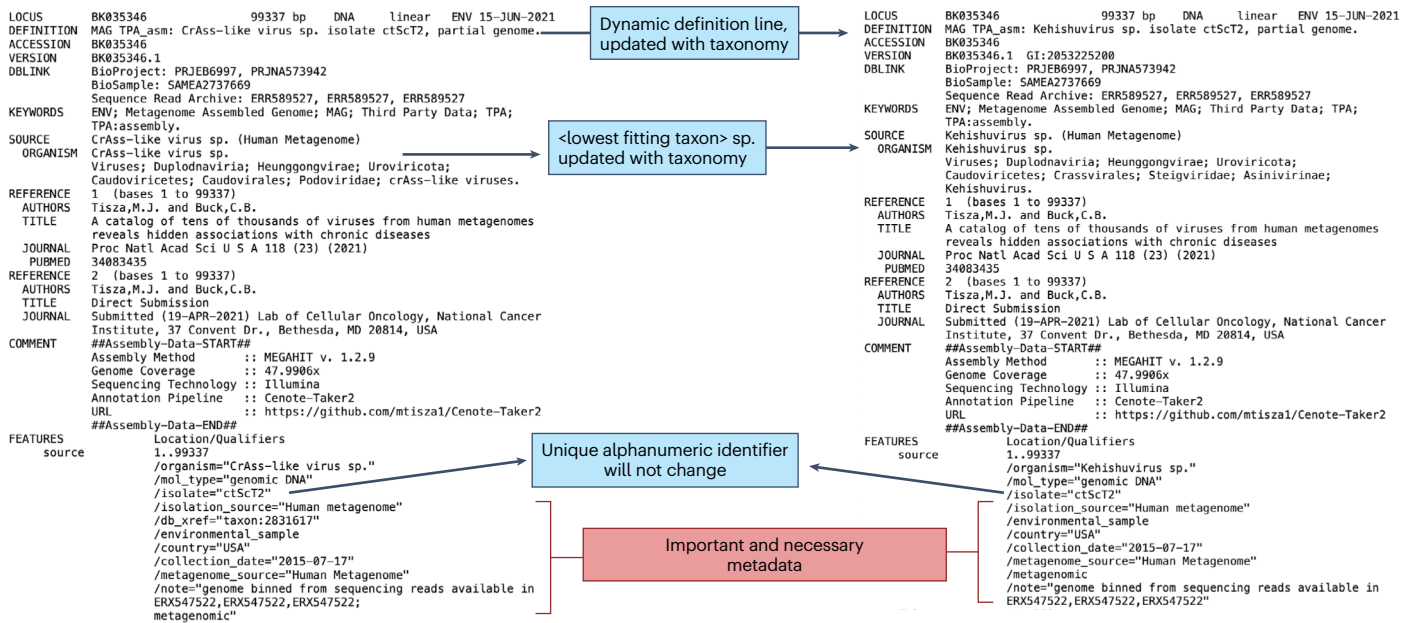 LOCUS       BK035346               99337 bp    DNA     linear   ENV 15-JUN-2021
DEFINITION  MAG TPA_asm: CrAss-like virus sp. isolate ctScT2, partial genome.
ACCESSION   BK035346
VERSION     BK035346.1
DBLINK      BioProject: PRJEB6997, PRJNA573942
            BioSample: SAMEA2737669
            Sequence Read Archive: ERR589527, ERR589527, ERR589527
KEYWORDS    ENV; Metagenome Assembled Genome; MAG; Third Party Data; TPA;
            TPA:assembly.
SOURCE      CrAss-like virus sp. (Human Metagenome)
  ORGANISM  CrAss-like virus sp.
            Viruses; Duplodnaviria; Heunggongvirae; Uroviricota;
            Caudoviricetes; Caudovirales; Podoviridae; crAss-like viruses.
REFERENCE   1  (bases 1 to 99337)
  AUTHORS   Tisza,M.J. and Buck,C.B.
  TITLE     A catalog of tens of thousands of viruses from human metagenomes
            reveals hidden associations with chronic diseases
  JOURNAL   Proc Natl Acad Sci U S A 118 (23) (2021)
   PUBMED   34083435
REFERENCE   2  (bases 1 to 99337)
  AUTHORS   Tisza,M.J. and Buck,C.B.
  TITLE     Direct Submission
  JOURNAL   Submitted (19-APR-2021) Lab of Cellular Oncology, National Cancer
            Institute, 37 Convent Dr., Bethesda, MD 20814, USA
COMMENT     ##Assembly-Data-START##
            Assembly Method       :: MEGAHIT v. 1.2.9
            Genome Coverage       :: 47.9906x
            Sequencing Technology :: Illumina
            Annotation Pipeline   :: Cenote-Taker2
            URL                   :: https://github.com/mtisza1/Cenote-Taker2
            ##Assembly-Data-END##
FEATURES             Location/Qualifiers
     source          1..99337
                     /organism="CrAss-like virus sp."
                     /mol_type="genomic DNA"
                     /isolate="ctScT2"
                     /isolation_source="Human metagenome"
                     /db_xref="taxon:2831617"
                     /environmental_sample
                     /country="USA"
                     /collection_date="2015-07-17"
                     /metagenome_source="Human Metagenome"
                     /note="genome binned from sequencing reads available in
                     ERX547522,ERX547522,ERX547522;
                     metagenomic"
Dynamic definition line,
updated with taxonomy
<lowest fitting taxon> sp.
updated with taxonomy
Unique alphanumeric identifier
will not change
Important and necessary
metadata
LOCUS       BK035346               99337 bp    DNA     linear   ENV 15-JUN-2021
DEFINITION  MAG TPA_asm: Kehishuvirus sp. isolate ctScT2, partial genome.
ACCESSION   BK035346
VERSION     BK035346.1  GI:2053225200
DBLINK      BioProject: PRJEB6997, PRJNA573942
            BioSample: SAMEA2737669
            Sequence Read Archive: ERR589527, ERR589527, ERR589527
KEYWORDS    ENV; Metagenome Assembled Genome; MAG; Third Party Data; TPA;
            TPA:assembly.
SOURCE      Kehishuvirus sp. (Human Metagenome)
  ORGANISM  Kehishuvirus sp.
            Viruses; Duplodnaviria; Heunggongvirae; Uroviricota;
            Caudoviricetes; Crassvirales; Steigviridae; Asinivirinae;
            Kehishuvirus.
REFERENCE   1  (bases 1 to 99337)
  AUTHORS   Tisza,M.J. and Buck,C.B.
  TITLE     A catalog of tens of thousands of viruses from human metagenomes
            reveals hidden associations with chronic diseases
  JOURNAL   Proc Natl Acad Sci U S A 118 (23) (2021)
   PUBMED   34083435
REFERENCE   2  (bases 1 to 99337)
  AUTHORS   Tisza,M.J. and Buck,C.B.
  TITLE     Direct Submission
  JOURNAL   Submitted (19-APR-2021) Lab of Cellular Oncology, National Cancer
            Institute, 37 Convent Dr., Bethesda, MD 20814, USA
COMMENT     ##Assembly-Data-START##
            Assembly Method       :: MEGAHIT v. 1.2.9
            Genome Coverage       :: 47.9906x
            Sequencing Technology :: Illumina
            Annotation Pipeline   :: Cenote-Taker2
            URL                   :: https://github.com/mtisza1/Cenote-Taker2
            ##Assembly-Data-END##
FEATURES             Location/Qualifiers
     source          1..99337
                     /organism="Kehishuvirus sp."
                     /mol_type="genomic DNA"
                     /isolate="ctScT2"
                     /isolation_source="Human metagenome"
                     /environmental_sample
                     /country="USA"
                     /collection_date="2015-07-17"
                     /metagenome_source="Human Metagenome"
                     /metagenomic
                     /note="genome binned from sequencing reads available in
                     ERX547522,ERX547522,ERX547522"